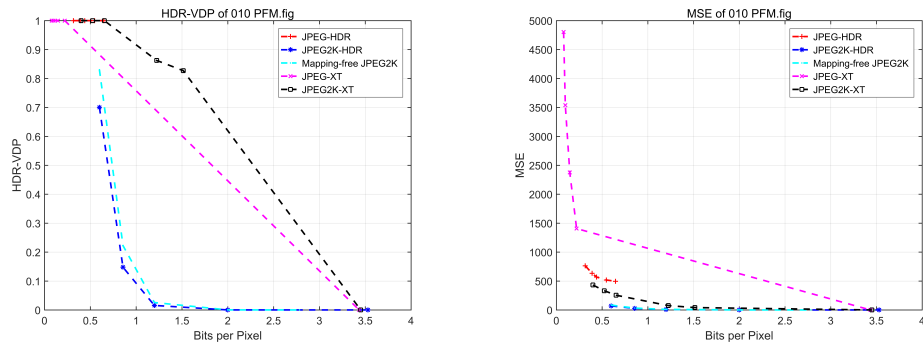 HDR-VDP of 010 PFM.fig
1
0.9
0.8
0.7
0.6
0.5
0.4
0.3
0.2
0.1
0
HDR-VDP
JPEG-HDR
JPEG2K-HDR
Mapping-free JPEG2K
JPEG-XT
JPEG2K-XT
0 0.5 1 1.5 2 2.5 3 3.5 4
Bits per Pixel
MSE of 010 PFM.fig
5000
4500
4000
3500
3000
2500
2000
1500
1000
500
0
MSE
JPEG-HDR
JPEG2K-HDR
Mapping-free JPEG2K
JPEG-XT
JPEG2K-XT
0 0.5 1 1.5 2 2.5 3 3.5 4
Bits per Pixel